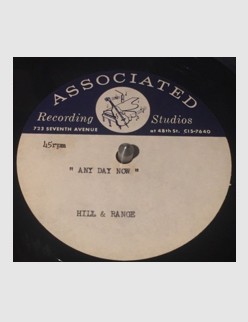 ASSOCIATED
Recording Studios
723 SEVENTH AVENUE at 48th St. CI5-7640
45rpm
" ANY DAY NOW "
HILL & RANGE